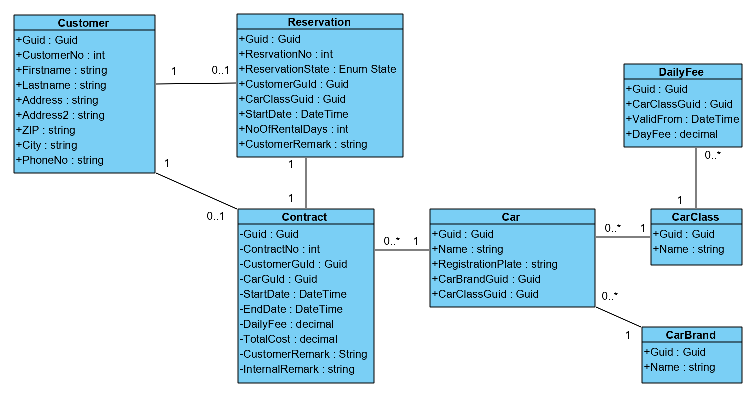 Customer
+Guid : Guid
+CustomerNo : int
+Firstname : string
+Lastname : string
+Address : string
+Address2 : string
+ZIP : string
+City : string
+PhoneNo : string
1
0..1
Reservation
+Guid : Guid
+ResrvationNo : int
+ReservationState : Enum State
+CustomerGuId : Guid
+CarClassGuid : Guid
+StartDate : DateTime
+NoOfRentalDays : int
+CustomerRemark : string
1
1
1
0..1
Contract
-Guid : Guid
-ContractNo : int
-CustomerGuId : Guid
-CarGuId : Guid
-StartDate : DateTime
-EndDate : DateTime
-DailyFee : decimal
-TotalCost : decimal
-CustomerRemark : String
-InternalRemark : string
0..*
1
Car
+Guid : Guid
+Name : string
+RegistrationPlate : string
+CarBrandGuid : Guid
+CarClassGuid : Guid
0..*
1
DailyFee
+Guid : Guid
+CarClassGuid : Guid
+ValidFrom : DateTime
+DayFee : decimal
0..*
1
CarClass
+Guid : Guid
+Name : string
0..*
1
CarBrand
+Guid : Guid
+Name : string